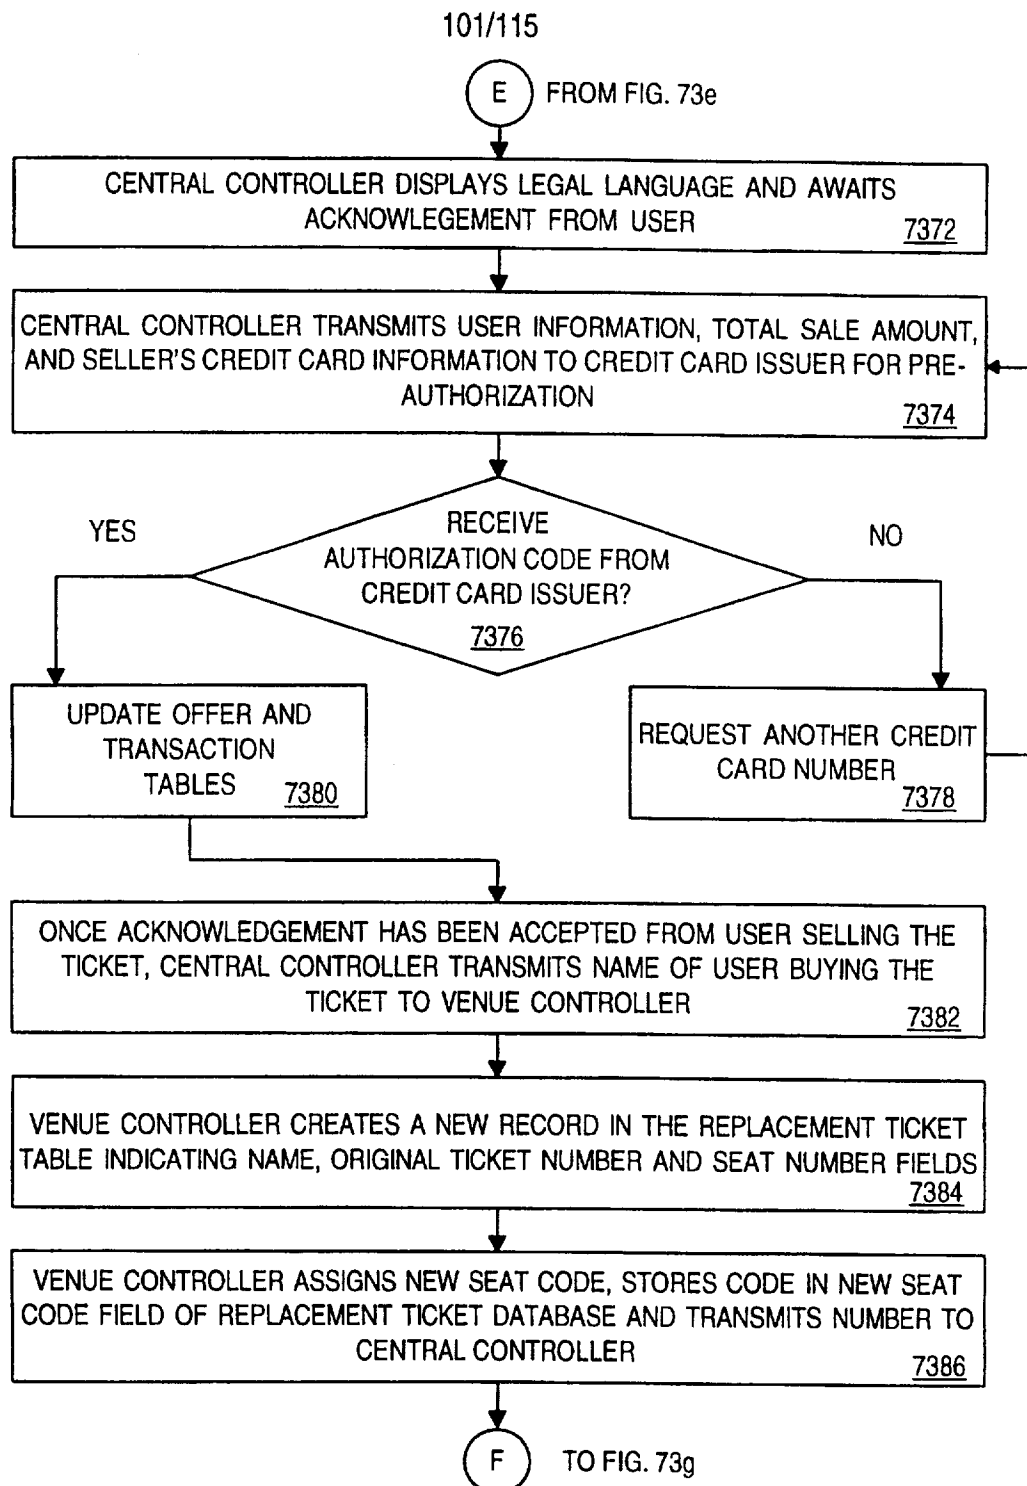 101/115
E FROM FIG. 73e
CENTRAL CONTROLLER DISPLAYS LEGAL LANGUAGE AND AWAITS
ACKNOWLEGEMENT FROM USER
7372
CENTRAL CONTROLLER TRANSMITS USER INFORMATION, TOTAL SALE AMOUNT,
AND SELLER'S CREDIT CARD INFORMATION TO CREDIT CARD ISSUER FOR PRE-
AUTHORIZATION
7374
YES
RECEIVE
AUTHORIZATION CODE FROM
CREDIT CARD ISSUER?
7376
NO
UPDATE OFFER AND
TRANSACTION
TABLES
7380
REQUEST ANOTHER CREDIT
CARD NUMBER
7378
ONCE ACKNOWLEDGEMENT HAS BEEN ACCEPTED FROM USER SELLING THE
TICKET, CENTRAL CONTROLLER TRANSMITS NAME OF USER BUYING THE
TICKET TO VENUE CONTROLLER
7382
VENUE CONTROLLER CREATES A NEW RECORD IN THE REPLACEMENT TICKET
TABLE INDICATING NAME, ORIGINAL TICKET NUMBER AND SEAT NUMBER FIELDS
7384
VENUE CONTROLLER ASSIGNS NEW SEAT CODE, STORES CODE IN NEW SEAT
CODE FIELD OF REPLACEMENT TICKET DATABASE AND TRANSMITS NUMBER TO
CENTRAL CONTROLLER
7386
F TO FIG. 73g